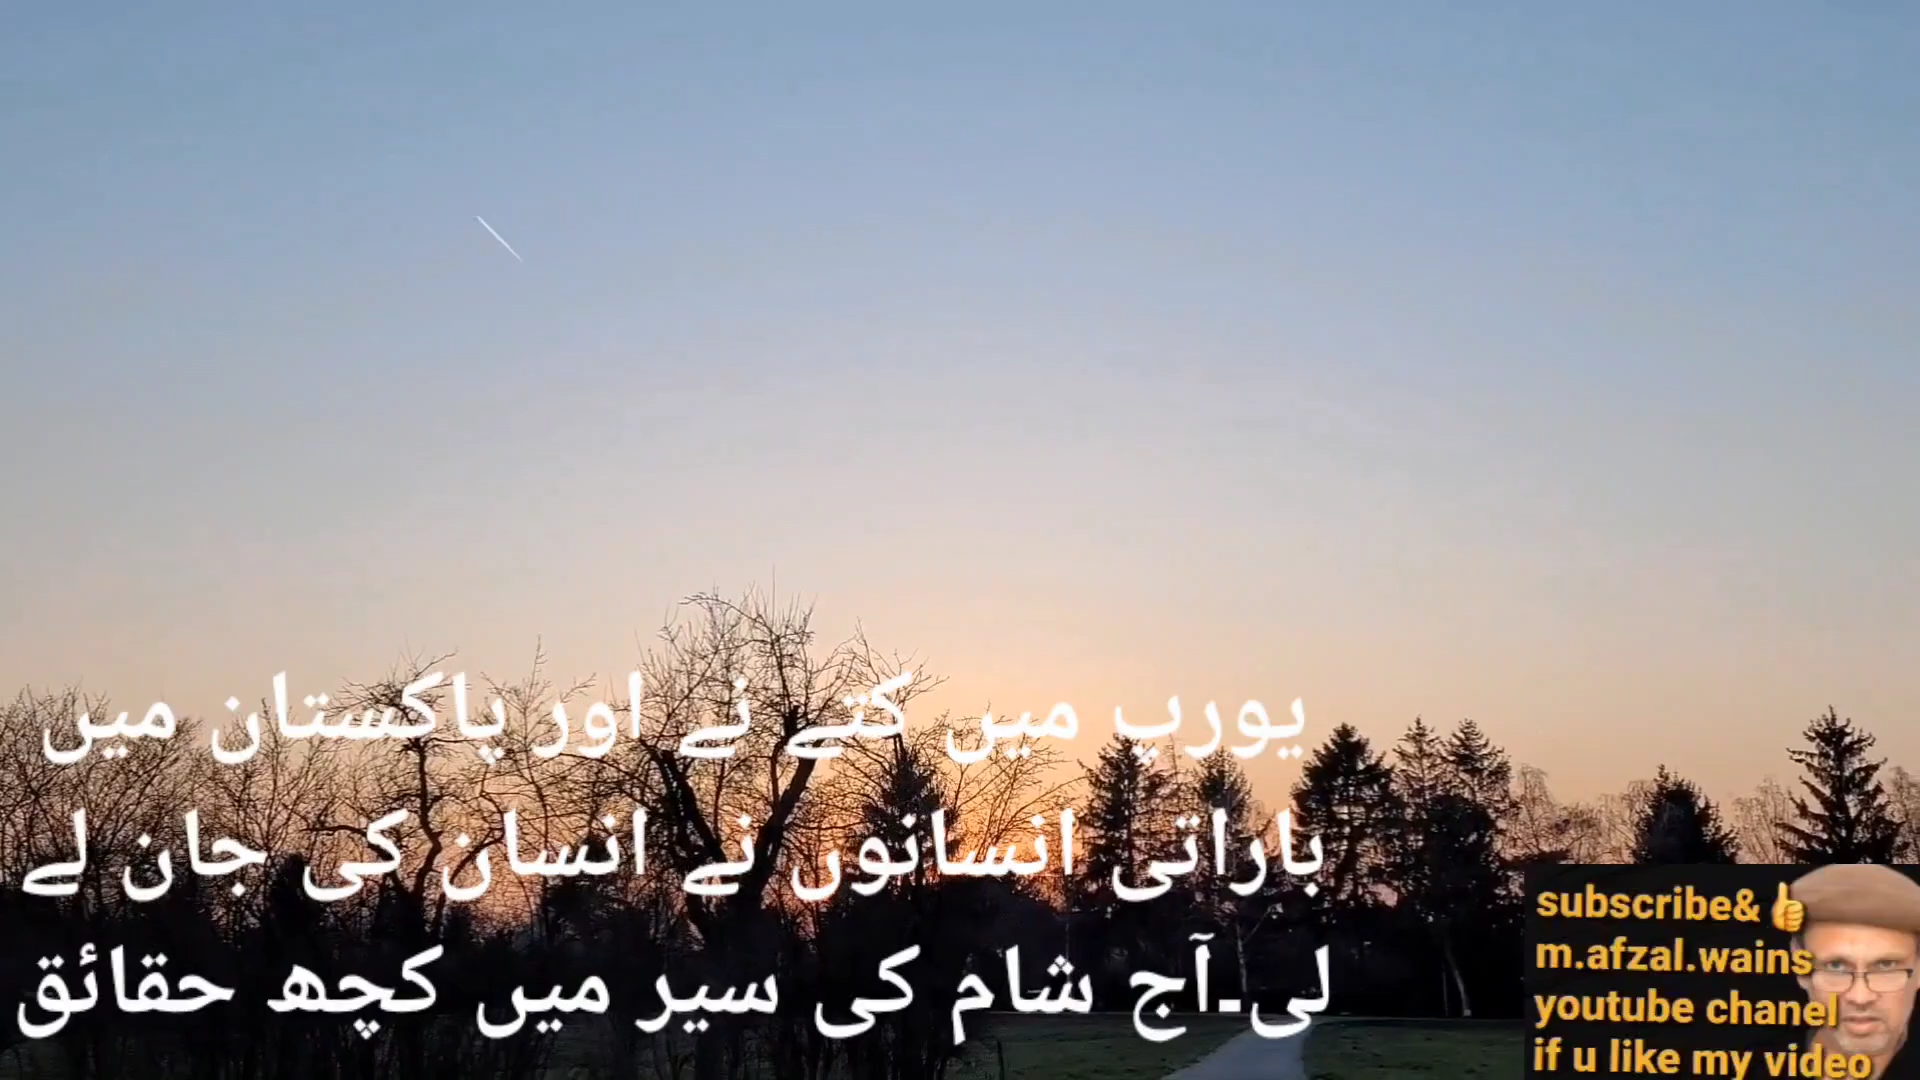 یورپ میں کتے نے اور پاکستان میں
باراتی انسانوں نے انسان کی جان لے
لی۔آج شام کی سیر میں کچھ حقائق
subscribe&👍
m.afzal.wains
youtube chanel
if u like my video